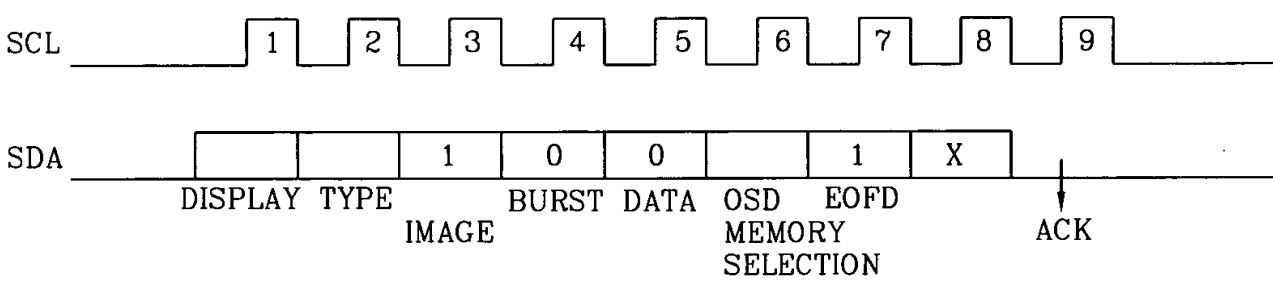 SCL 1 2 3 4 5 6 7 8 9
SDA 1 0 0 1 X
DISPLAY TYPE BURST DATA OSD EOFD
IMAGE MEMORY ACK
SELECTION